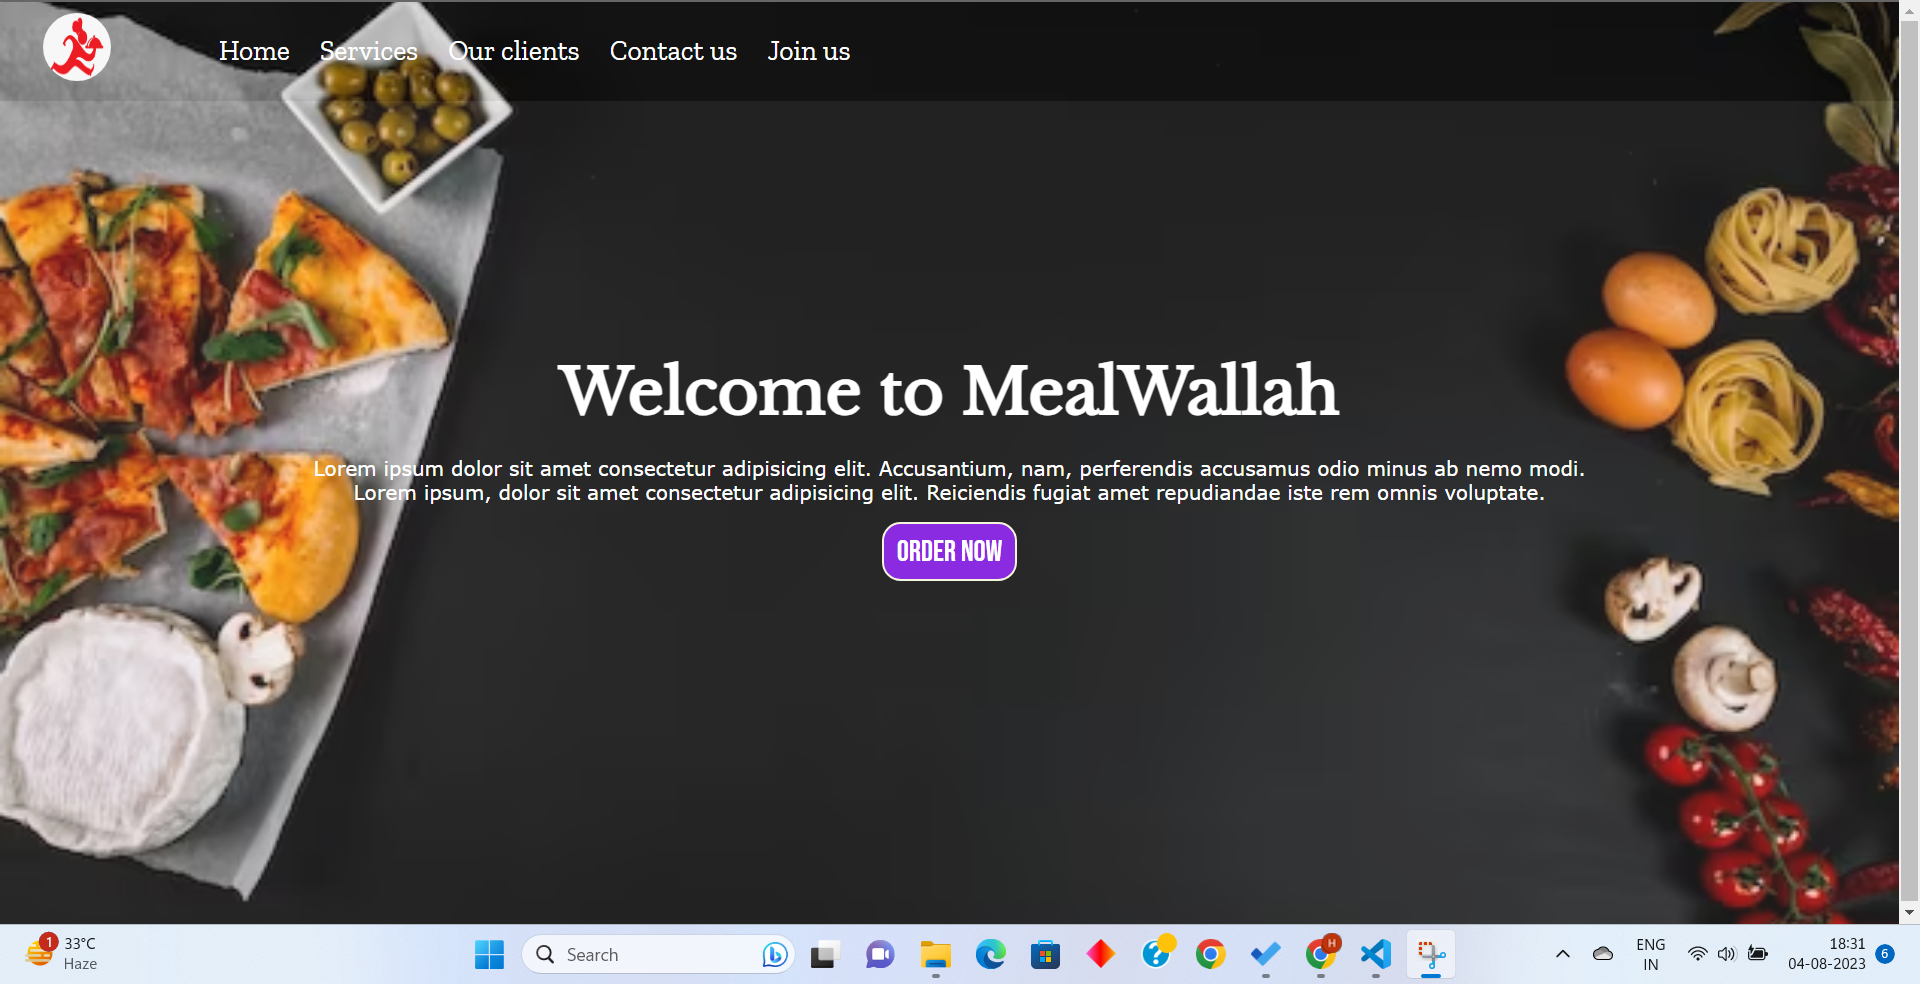 Home Services Our clients Contact us Join us
Welcome to MealWallah
Lorem ipsum dolor sit amet consectetur adipisicing elit. Accusantium, nam, perferendis accusamus odio minus ab nemo modi.
Lorem ipsum, dolor sit amet consectetur adipisicing elit. Reiciendis fugiat amet repudiandae iste rem omnis voluptate.
ORDER NOW
1
33°C
Haze
Search
H
ENG
IN
18:31
04-08-2023
6